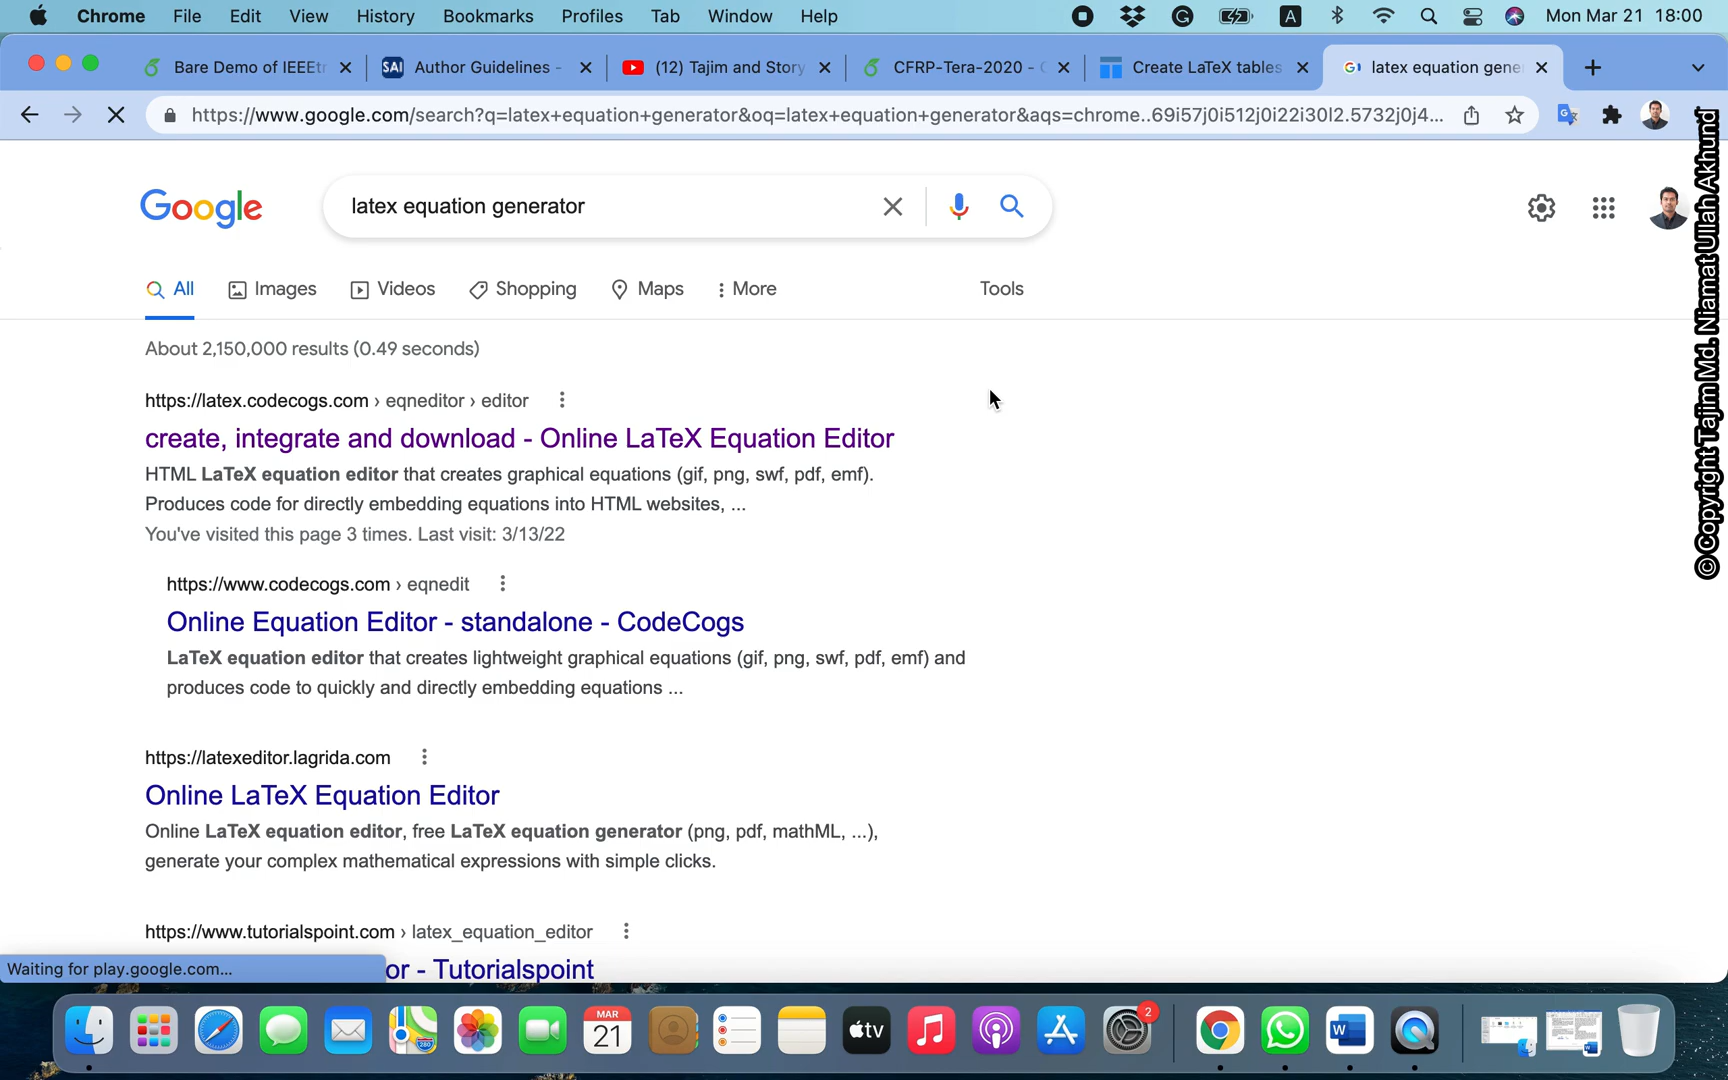 Chrome File Edit View History Bookmarks Profiles Tab Window Help Mon Mar 21 18:00
Bare Demo of IEEEtr
SAI Author Guidelines -
(12) Tajim and Story
CFRP-Tera-2020 -
Create LaTeX tables
latex equation gene
https://www.google.com/search?q=latex+equation+generator&oq=latex+equation+generator&aqs=chrome..69i57j0i512j0i22i30l2.5732j0j4...
Google
latex equation generator
All Images Videos Shopping Maps More Tools
About 2,150,000 results (0.49 seconds)
https://latex.codecogs.com › eqneditor › editor
create, integrate and download - Online LaTeX Equation Editor
HTML LaTeX equation editor that creates graphical equations (gif, png, swf, pdf, emf).
Produces code for directly embedding equations into HTML websites, ...
You've visited this page 3 times. Last visit: 3/13/22
https://www.codecogs.com › eqnedit
Online Equation Editor - standalone - CodeCogs
LaTeX equation editor that creates lightweight graphical equations (gif, png, swf, pdf, emf) and
produces code to quickly and directly embedding equations ...
https://latexeditor.lagrida.com
Online LaTeX Equation Editor
Online LaTeX equation editor, free LaTeX equation generator (png, pdf, mathML, ...),
generate your complex mathematical expressions with simple clicks.
https://www.tutorialspoint.com › latex_equation_editor
or - Tutorialspoint
Waiting for play.google.com...
©Copyright Tajim Md. Niamat Ullah Akhund
MAR
21
280
tv
2
W